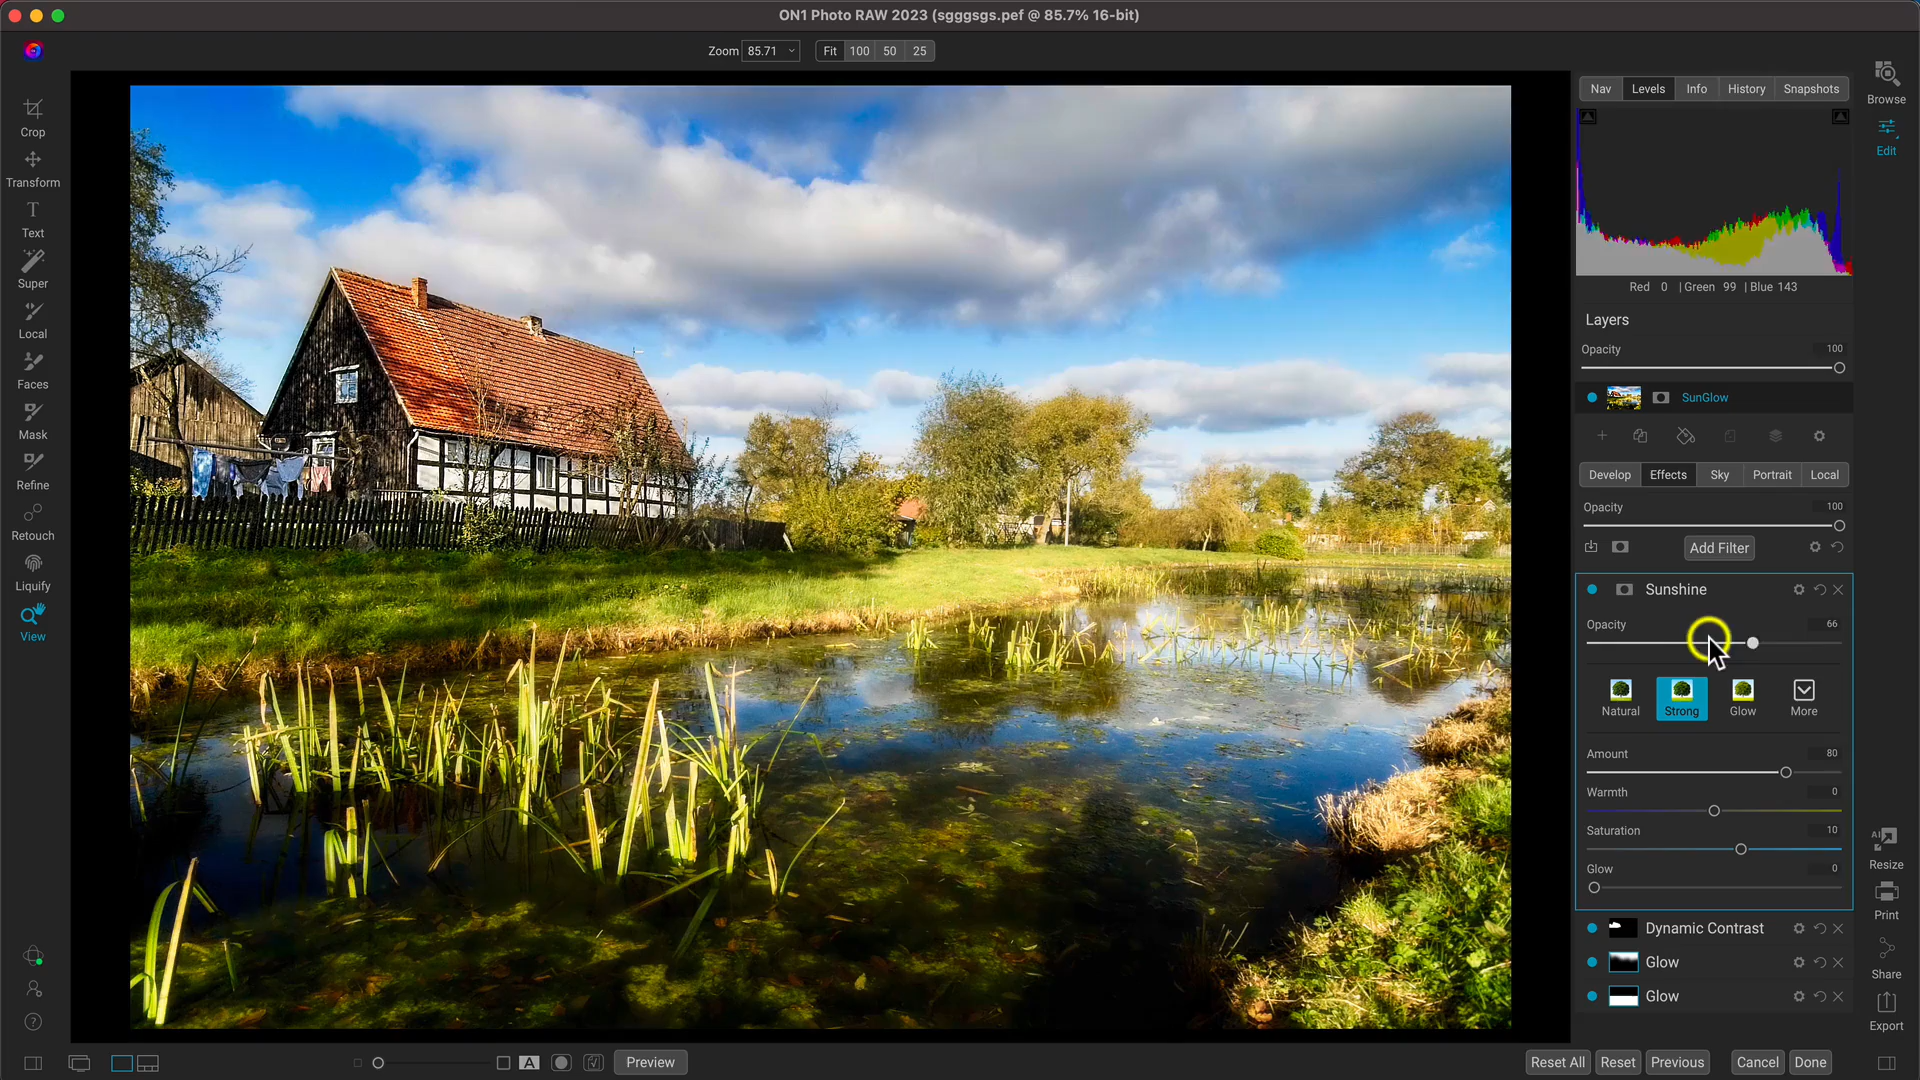 ON1 Photo RAW 2023 (sgggsgs.pef @ 85.7% 16-bit)
Zoom 85.71 Fit 100 50 25
Crop
Transform
Text
Super
Local
Faces
Mask
Refine
Retouch
Liquify
View
Nav Levels Info History Snapshots
Red 0 | Green 99 | Blue 143
Layers
Opacity 100
SunGlow
Develop Effects Sky Portrait Local
Opacity 100
Add Filter
Sunshine
Opacity 66
Natural Strong Glow More
Amount 80
Warmth 0
Saturation 10
Glow 0
Dynamic Contrast
Glow
Glow
Browse
Edit
AI
Resize
Print
Share
Export
A Preview Reset All Reset Previous Cancel Done